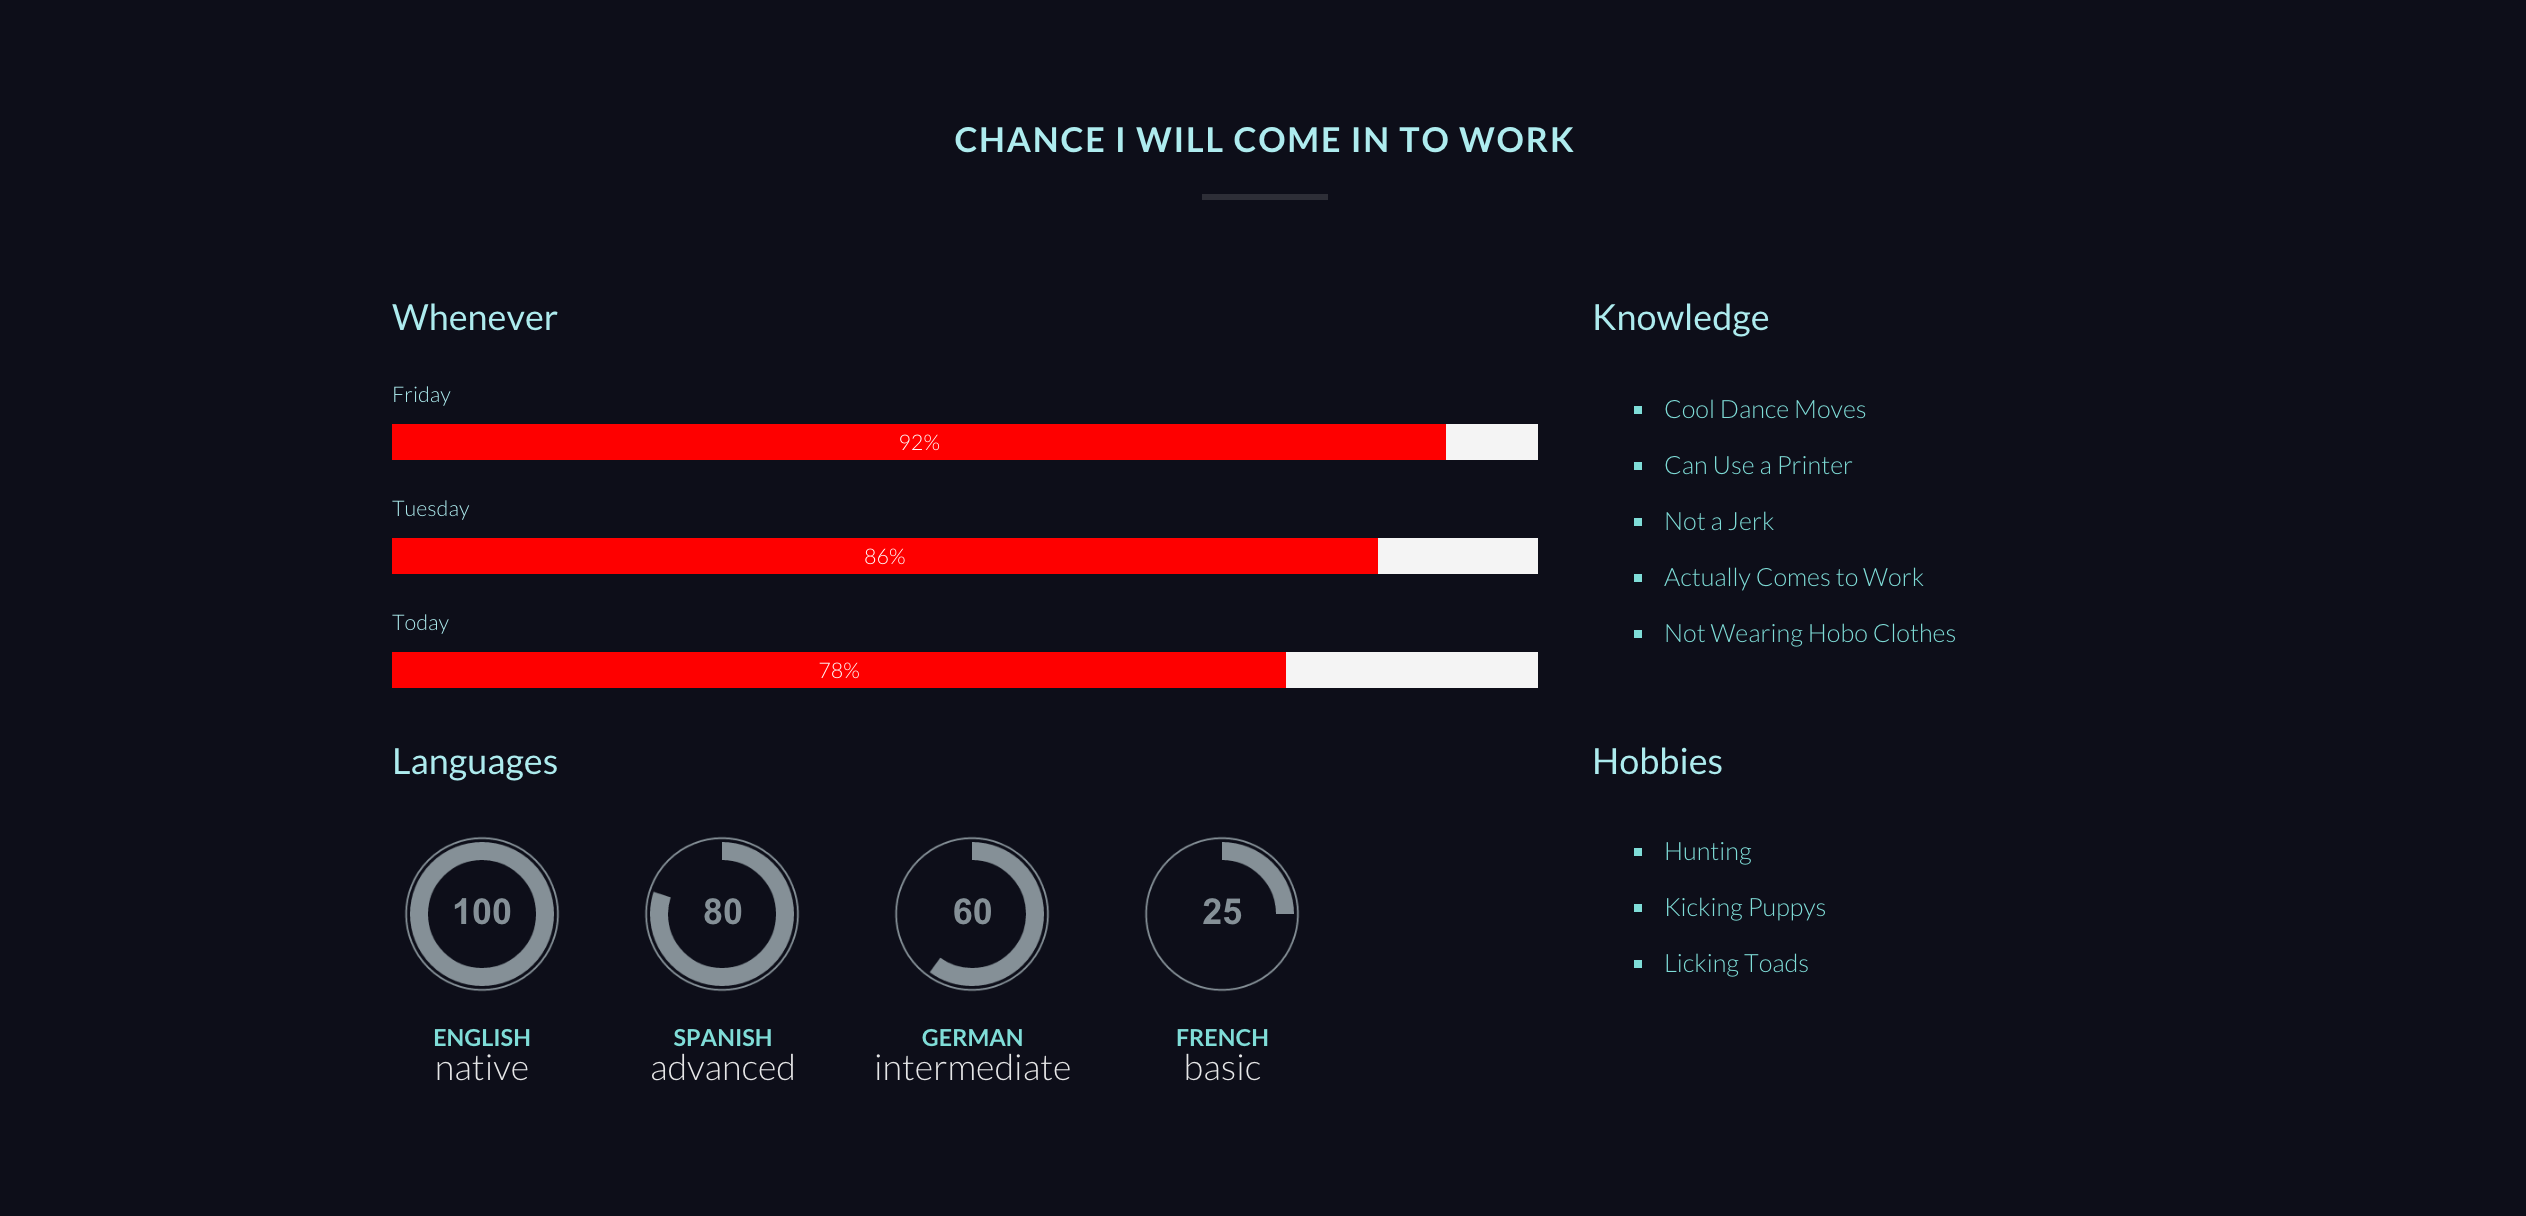 CHANCE I WILL COME IN TO WORK
Whenever
Friday
92%
Tuesday
86%
Today
78%
Knowledge
Cool Dance Moves
Can Use a Printer
Not a Jerk
Actually Comes to Work
Not Wearing Hobo Clothes
Languages
100
80
60
25
ENGLISH
native
SPANISH
advanced
GERMAN
intermediate
FRENCH
basic
Hobbies
Hunting
Kicking Puppys
Licking Toads